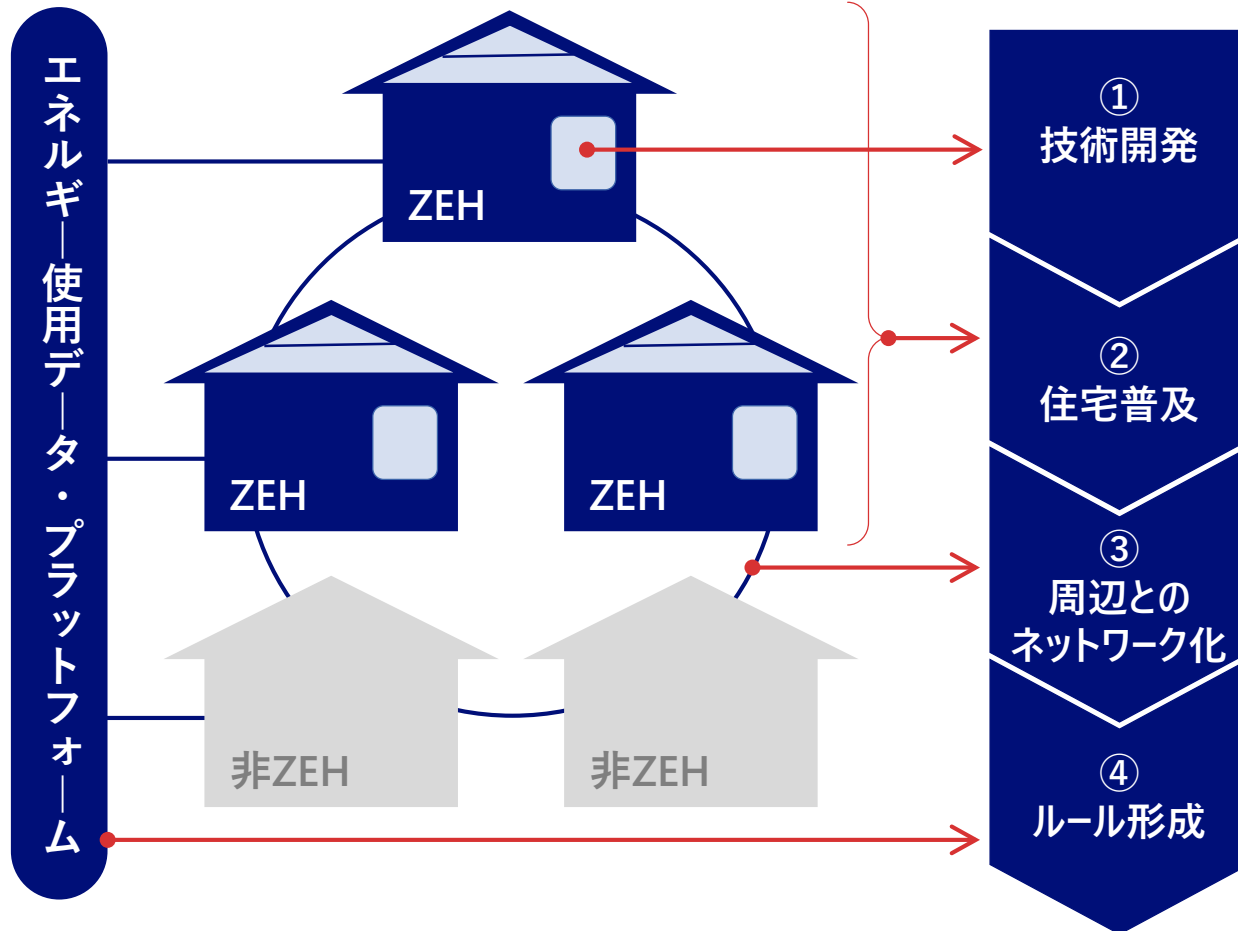 エネルギー使用データ・プラットフォーム
ZEH
ZEH
ZEH
非ZEH
非ZEH
①
技術開発
②
住宅普及
③
周辺との
ネットワーク化
④
ルール形成